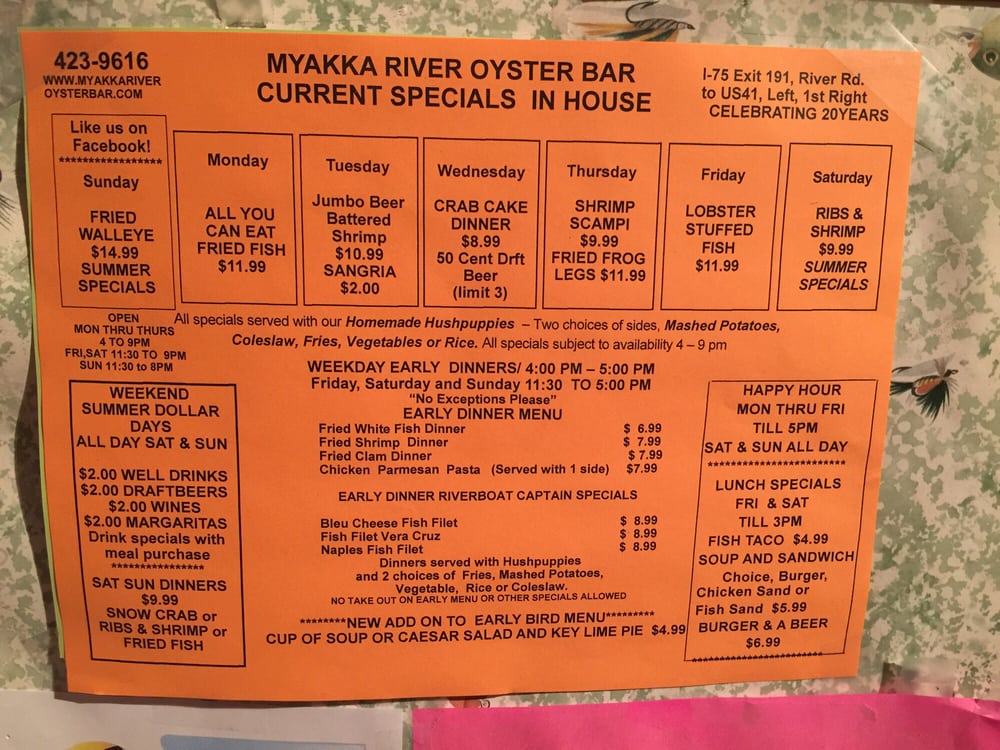 423-9616
WWW.MYAKKARIVER
OYSTERBAR.COM
MYAKKA RIVER OYSTER BAR
CURRENT SPECIALS IN HOUSE
I-75 Exit 191, River Rd.
to US41, Left, 1st Right
CELEBRATING 20YEARS
Like us on
Facebook!
*****************
Sunday
FRIED
WALLEYE
$14.99
SUMMER
SPECIALS
Monday
ALL YOU
CAN EAT
FRIED FISH
$11.99
Tuesday
Jumbo Beer
Battered
Shrimp
$10.99
SANGRIA
$2.00
Wednesday
CRAB CAKE
DINNER
$8.99
50 Cent Drft
Beer
(limit 3)
Thursday
SHRIMP
SCAMPI
$9.99
FRIED FROG
LEGS $11.99
Friday
LOBSTER
STUFFED
FISH
$11.99
Saturday
RIBS &
SHRIMP
$9.99
SUMMER
SPECIALS
OPEN
MON THRU THURS
4 TO 9PM
FRI,SAT 11:30 TO 9PM
SUN 11:30 to 8PM
All specials served with our Homemade Hushpuppies – Two choices of sides, Mashed Potatoes,
Coleslaw, Fries, Vegetables or Rice. All specials subject to availability 4 – 9 pm
WEEKEND
SUMMER DOLLAR
DAYS
ALL DAY SAT & SUN
$2.00 WELL DRINKS
$2.00 DRAFTBEERS
$2.00 WINES
$2.00 MARGARITAS
Drink specials with
meal purchase
****************
SAT SUN DINNERS
$9.99
SNOW CRAB or
RIBS & SHRIMP or
FRIED FISH
WEEKDAY EARLY DINNERS/ 4:00 PM – 5:00 PM
Friday, Saturday and Sunday 11:30 TO 5:00 PM
"No Exceptions Please"
EARLY DINNER MENU
Fried White Fish Dinner $ 6.99
Fried Shrimp Dinner $ 7.99
Fried Clam Dinner $ 7.99
Chicken Parmesan Pasta (Served with 1 side) $7.99
EARLY DINNER RIVERBOAT CAPTAIN SPECIALS
Bleu Cheese Fish Filet $ 8.99
Fish Filet Vera Cruz $ 8.99
Naples Fish Filet $ 8.99
Dinners served with Hushpuppies
and 2 choices of Fries, Mashed Potatoes,
Vegetable, Rice or Coleslaw.
NO TAKE OUT ON EARLY MENU OR OTHER SPECIALS ALLOWED
********NEW ADD ON TO EARLY BIRD MENU********
CUP OF SOUP OR CAESAR SALAD AND KEY LIME PIE $4.99
HAPPY HOUR
MON THRU FRI
TILL 5PM
SAT & SUN ALL DAY
***********************
LUNCH SPECIALS
FRI & SAT
TILL 3PM
FISH TACO $4.99
SOUP AND SANDWICH
Choice, Burger,
Chicken Sand or
Fish Sand $5.99
BURGER & A BEER
$6.99
***********************